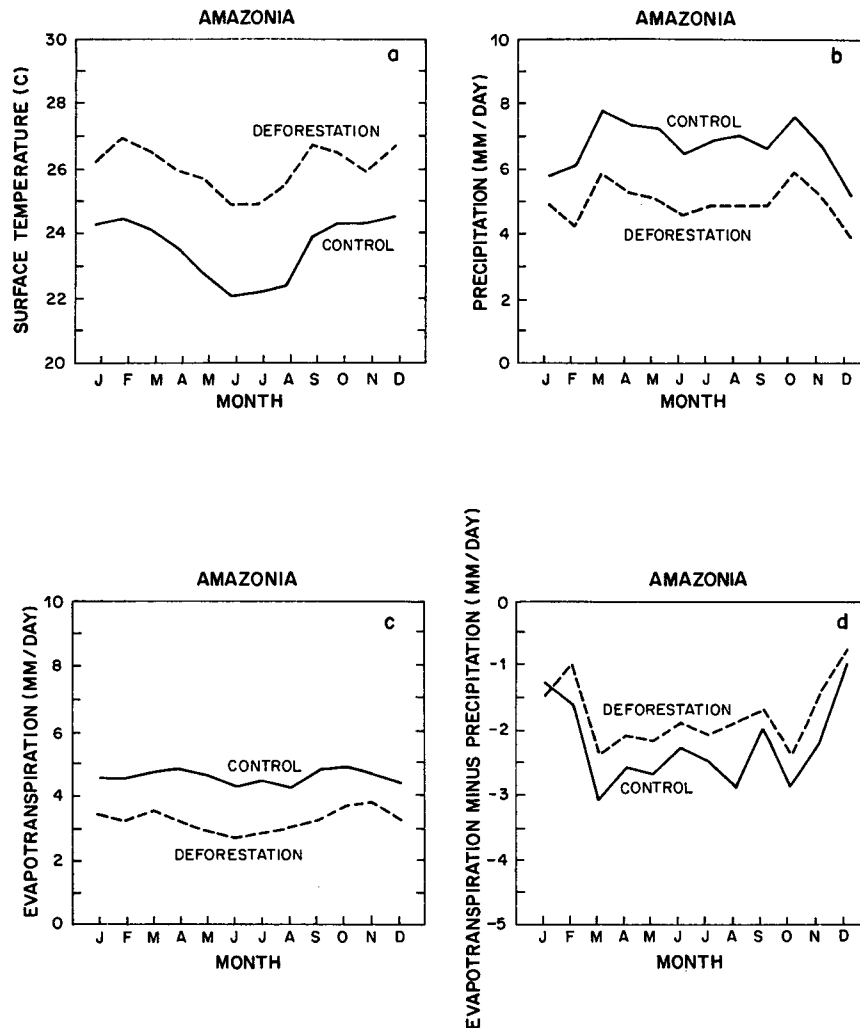 AMAZONIA
a
30
28
26
24
22
20
SURFACE TEMPERATURE (C)
DEFORESTATION
CONTROL
J F M A M J J A S O N D
MONTH
AMAZONIA
b
10
8
6
4
2
0
PRECIPITATION (MM/DAY)
CONTROL
DEFORESTATION
J F M A M J J A S O N D
MONTH
AMAZONIA
c
10
8
6
4
2
0
EVAPOTRANSPIRATION (MM/DAY)
CONTROL
DEFORESTATION
J F M A M J J A S O N D
MONTH
AMAZONIA
d
0
-1
-2
-3
-4
-5
EVAPOTRANSPIRATION MINUS PRECIPITATION (MM/DAY)
DEFORESTATION
CONTROL
J F M A M J J A S O N D
MONTH